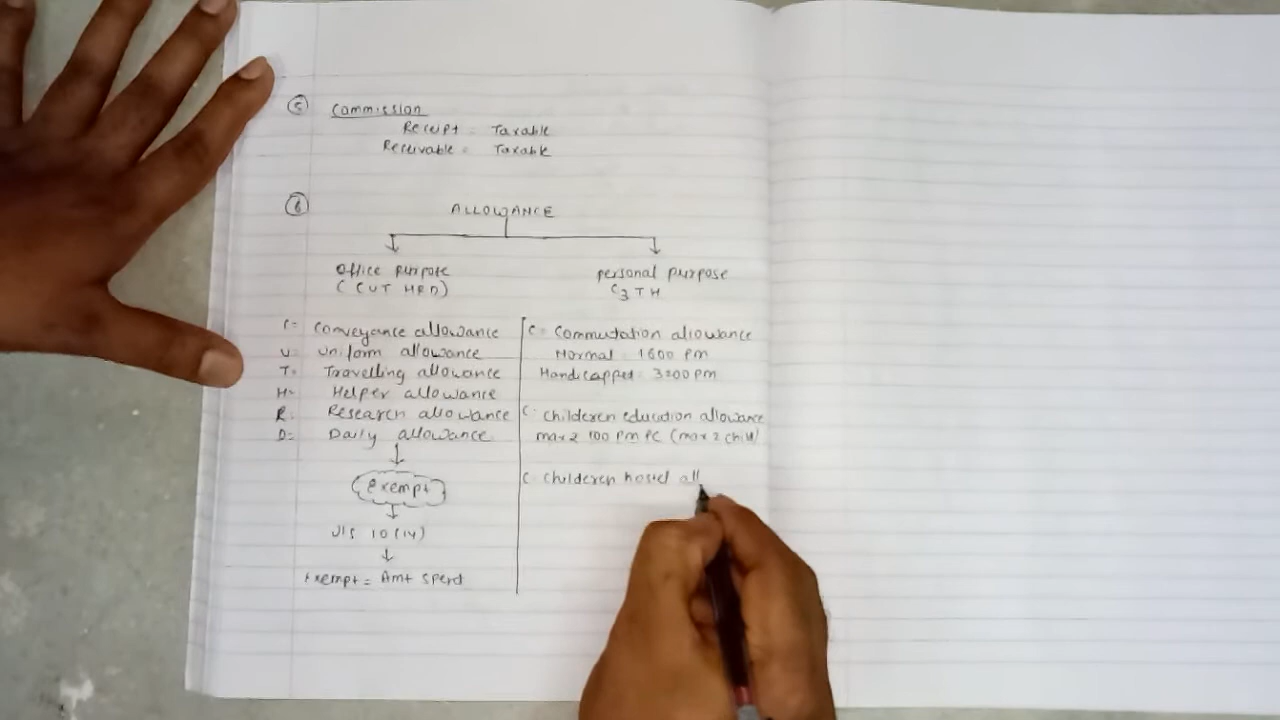 5 Commission
Receipt = Taxable
Receivable = Taxable
6 ALLOWANCE
Office purpose
( CUT HRD)
C = Conveyance allowance
U = Uniform allowance
T = Travelling allowance
H = Helper allowance
R = Research allowance
D = Daily allowance
Exempt
U/S 10(14)
Exempt = Amt spend
personal purpose
C3 TH
C = Commutation allowance
Normal = 1600 pm
Handicapped = 3200 pm
C = Childeren education allowance
max 2 100 pm PC (max 2 child)
C = Childeren hostel all